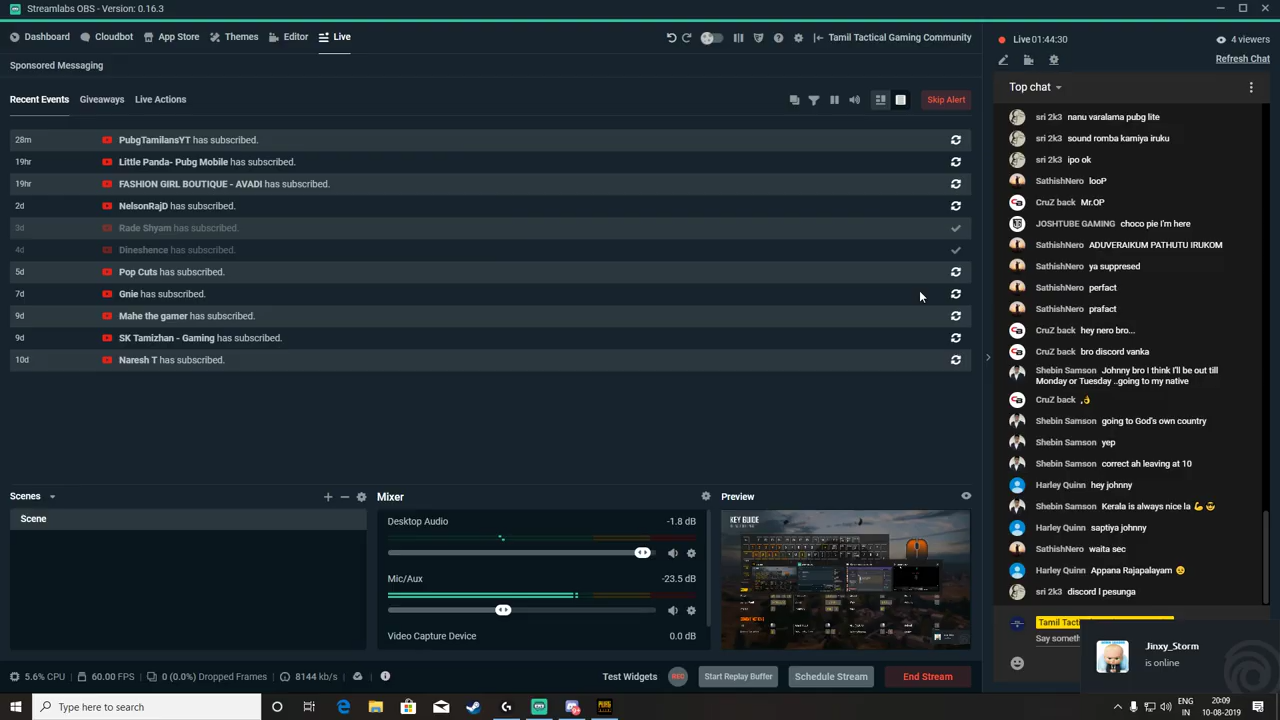 Streamlabs OBS - Version: 0.16.3
Dashboard
Cloudbot
App Store
Themes
Editor
Live
Tamil Tactical Gaming Community
Sponsored Messaging
Recent Events
Giveaways
Live Actions
Skip Alert
28m PubgTamilansYT has subscribed.
19hr Little Panda- Pubg Mobile has subscribed.
19hr FASHION GIRL BOUTIQUE - AVADI has subscribed.
2d NelsonRajD has subscribed.
3d Rade Shyam has subscribed.
4d Dineshence has subscribed.
5d Pop Cuts has subscribed.
7d Gnie has subscribed.
9d Mahe the gamer has subscribed.
9d SK Tamizhan - Gaming has subscribed.
10d Naresh T has subscribed.
Scenes
Scene
Mixer
Desktop Audio -1.8 dB
Mic/Aux -23.5 dB
Video Capture Device 0.0 dB
Preview
KEY GUIDE
5.6% CPU
60.00 FPS
0 (0.0%) Dropped Frames
8144 kb/s
Test Widgets
REC
Start Replay Buffer
Schedule Stream
End Stream
Live 01:44:30
4 viewers
Refresh Chat
Top chat
sri 2k3 nanu varalama pubg lite
sri 2k3 sound romba kamiya iruku
sri 2k3 ipo ok
SathishNero looP
CruZ back Mr.OP
JOSHTUBE GAMING choco pie I'm here
SathishNero ADUVERAIKUM PATHUTU IRUKOM
SathishNero ya suppresed
SathishNero perfact
SathishNero prafact
CruZ back hey nero bro...
CruZ back bro discord vanka
Shebin Samson Johnny bro I think I'll be out till
Monday or Tuesday ..going to my native
CruZ back ,👌
Shebin Samson going to God's own country
Shebin Samson yep
Shebin Samson correct ah leaving at 10
Harley Quinn hey johnny
Shebin Samson Kerala is always nice la 💪 😎
Harley Quinn saptiya johnny
SathishNero waita sec
Harley Quinn Appana Rajapalayam 😐
sri 2k3 discord l pesunga
Tamil Tacti
Say someth
Jinxy_Storm
is online
Type here to search
ENG
IN
20:09
10-08-2019